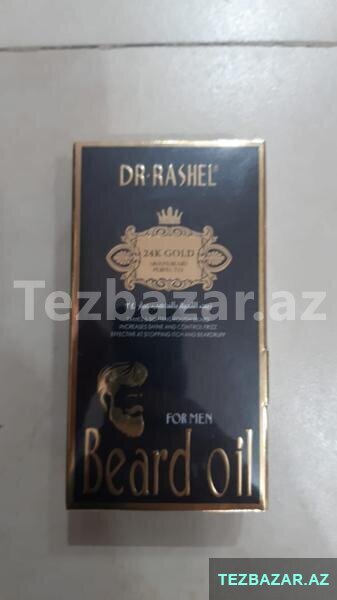 DR·RASHEL®
24K GOLD
Tezbazar.az
INCREASES SHINE AND CONTROL FRIZZ
EFFECTIVE AT STOPPING ITCH AND BEARDRUFF
FOR MEN
Beard oil
TEZBAZAR.AZ